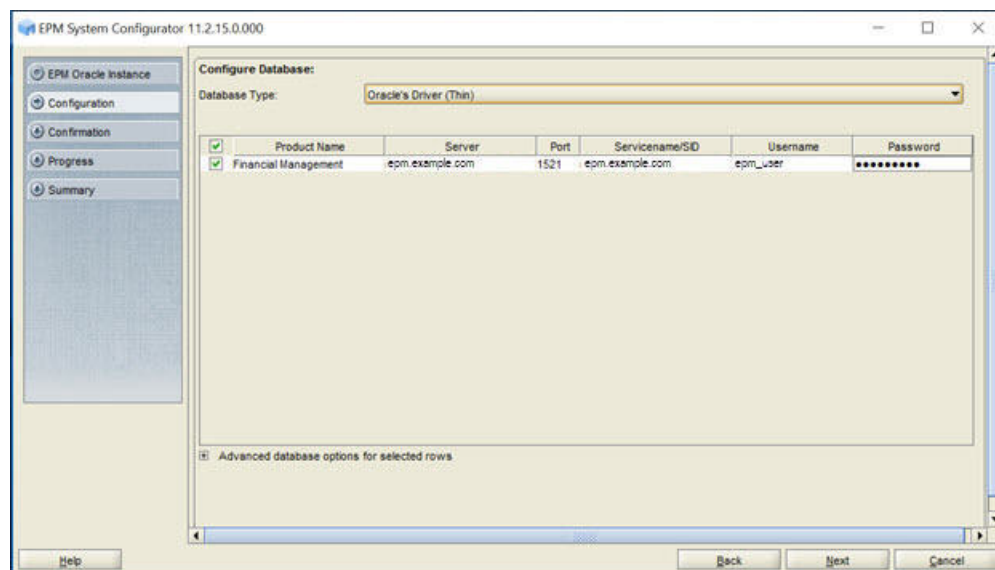 EPM System Configurator 11.2.15.0.000
EPM Oracle Instance
Configuration
Confirmation
Progress
Summary
Configure Database:
Database Type: Oracle's Driver (Thin)
Product Name Server Port Servicename/SID Username Password
Financial Management epm.example.com 1521 epm.example.com epm_user •••••••••
Advanced database options for selected rows
Help Back Next Cancel